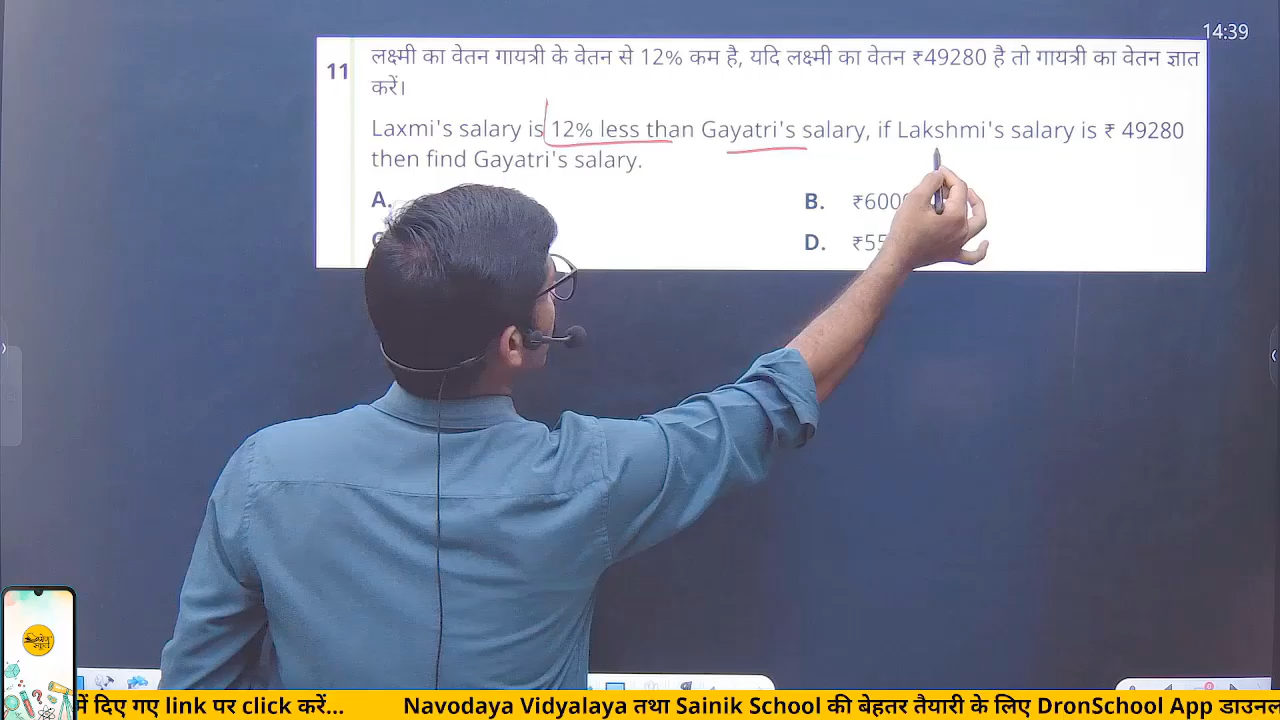 14:39
11
लक्ष्मी का वेतन गायत्री के वेतन से 12% कम है, यदि लक्ष्मी का वेतन ₹49280 है तो गायत्री का वेतन ज्ञात
करें।
Laxmi's salary is 12% less than Gayatri's salary, if Lakshmi's salary is ₹ 49280
then find Gayatri's salary.
A.
B. ₹600
D. ₹55
में दिए गए link पर click करें... Navodaya Vidyalaya तथा Sainik School की बेहतर तैयारी के लिए DronSchool App डाउनल